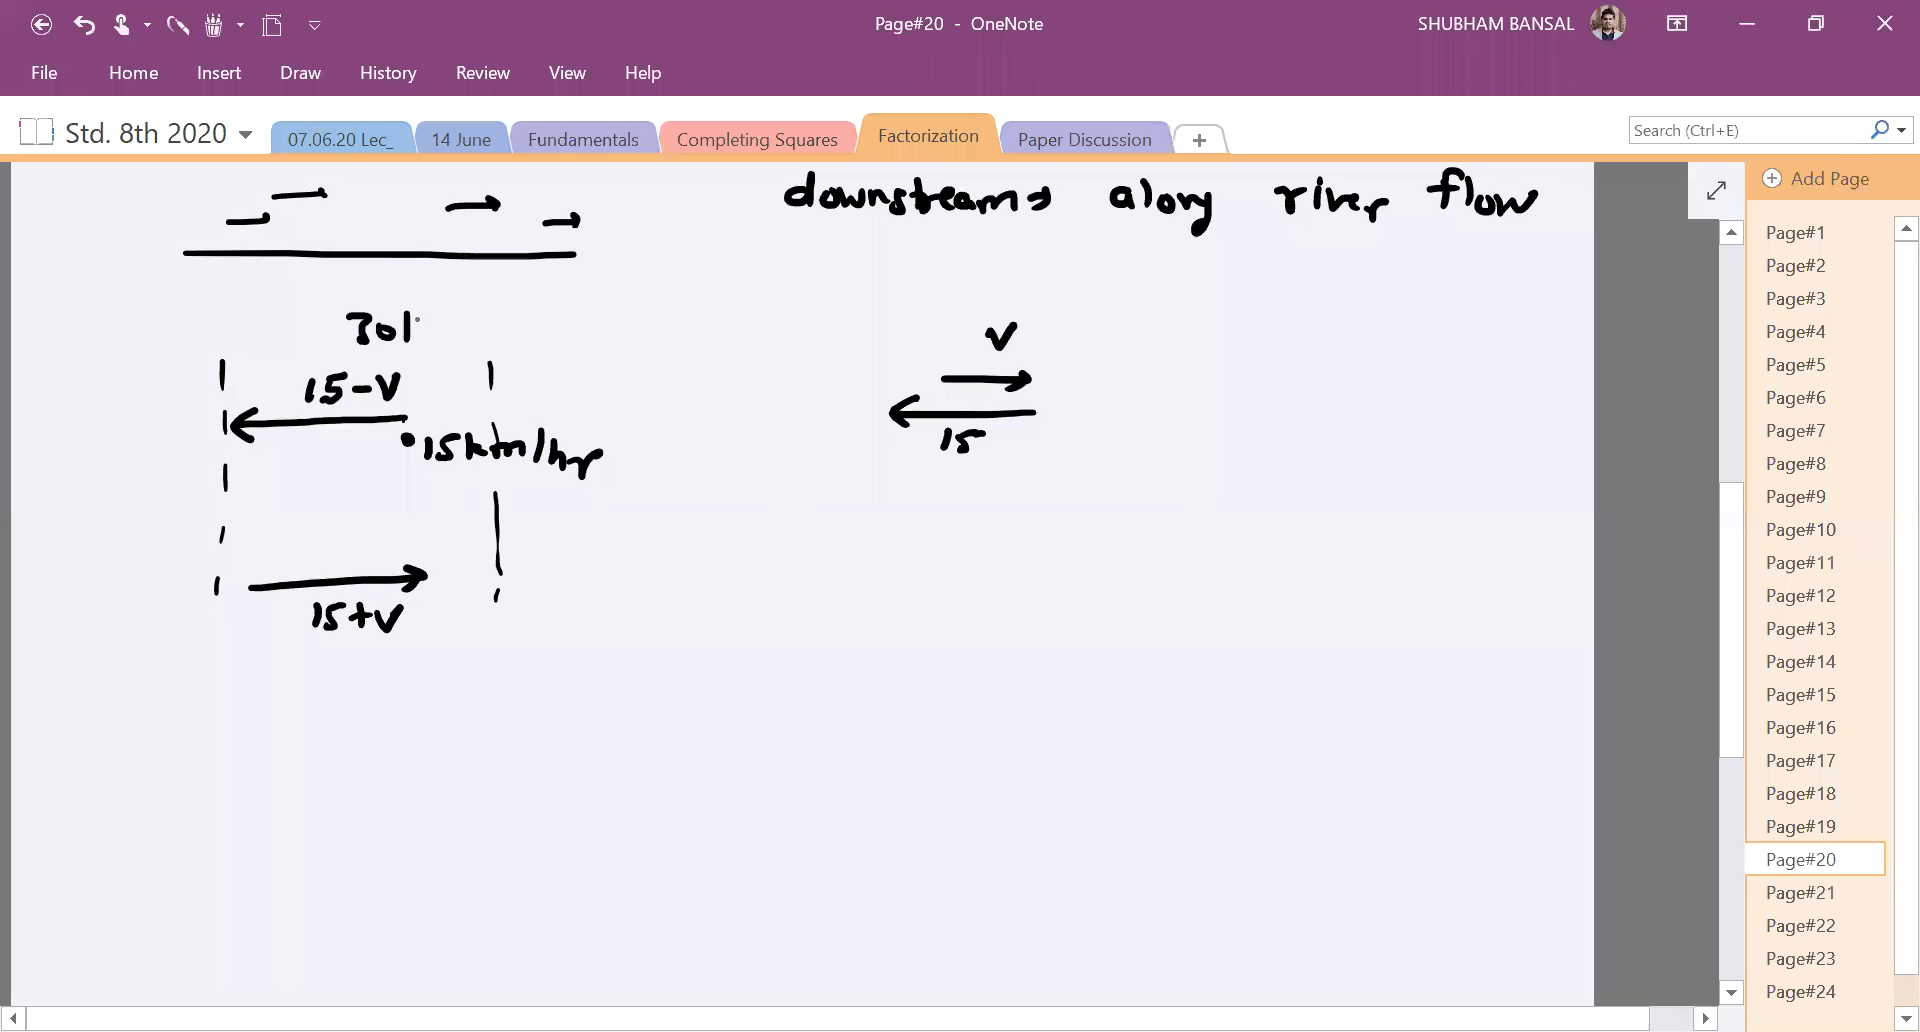 Page#20 - OneNote
SHUBHAM BANSAL
File Home Insert Draw History Review View Help
Std. 8th 2020
07.06.20 Lec_
14 June
Fundamentals
Completing Squares
Factorization
Paper Discussion
+
Search (Ctrl+E)
downstream → along river flow
30
15-V
15km/hr
15+V
V
15
Add Page
Page#1
Page#2
Page#3
Page#4
Page#5
Page#6
Page#7
Page#8
Page#9
Page#10
Page#11
Page#12
Page#13
Page#14
Page#15
Page#16
Page#17
Page#18
Page#19
Page#20
Page#21
Page#22
Page#23
Page#24